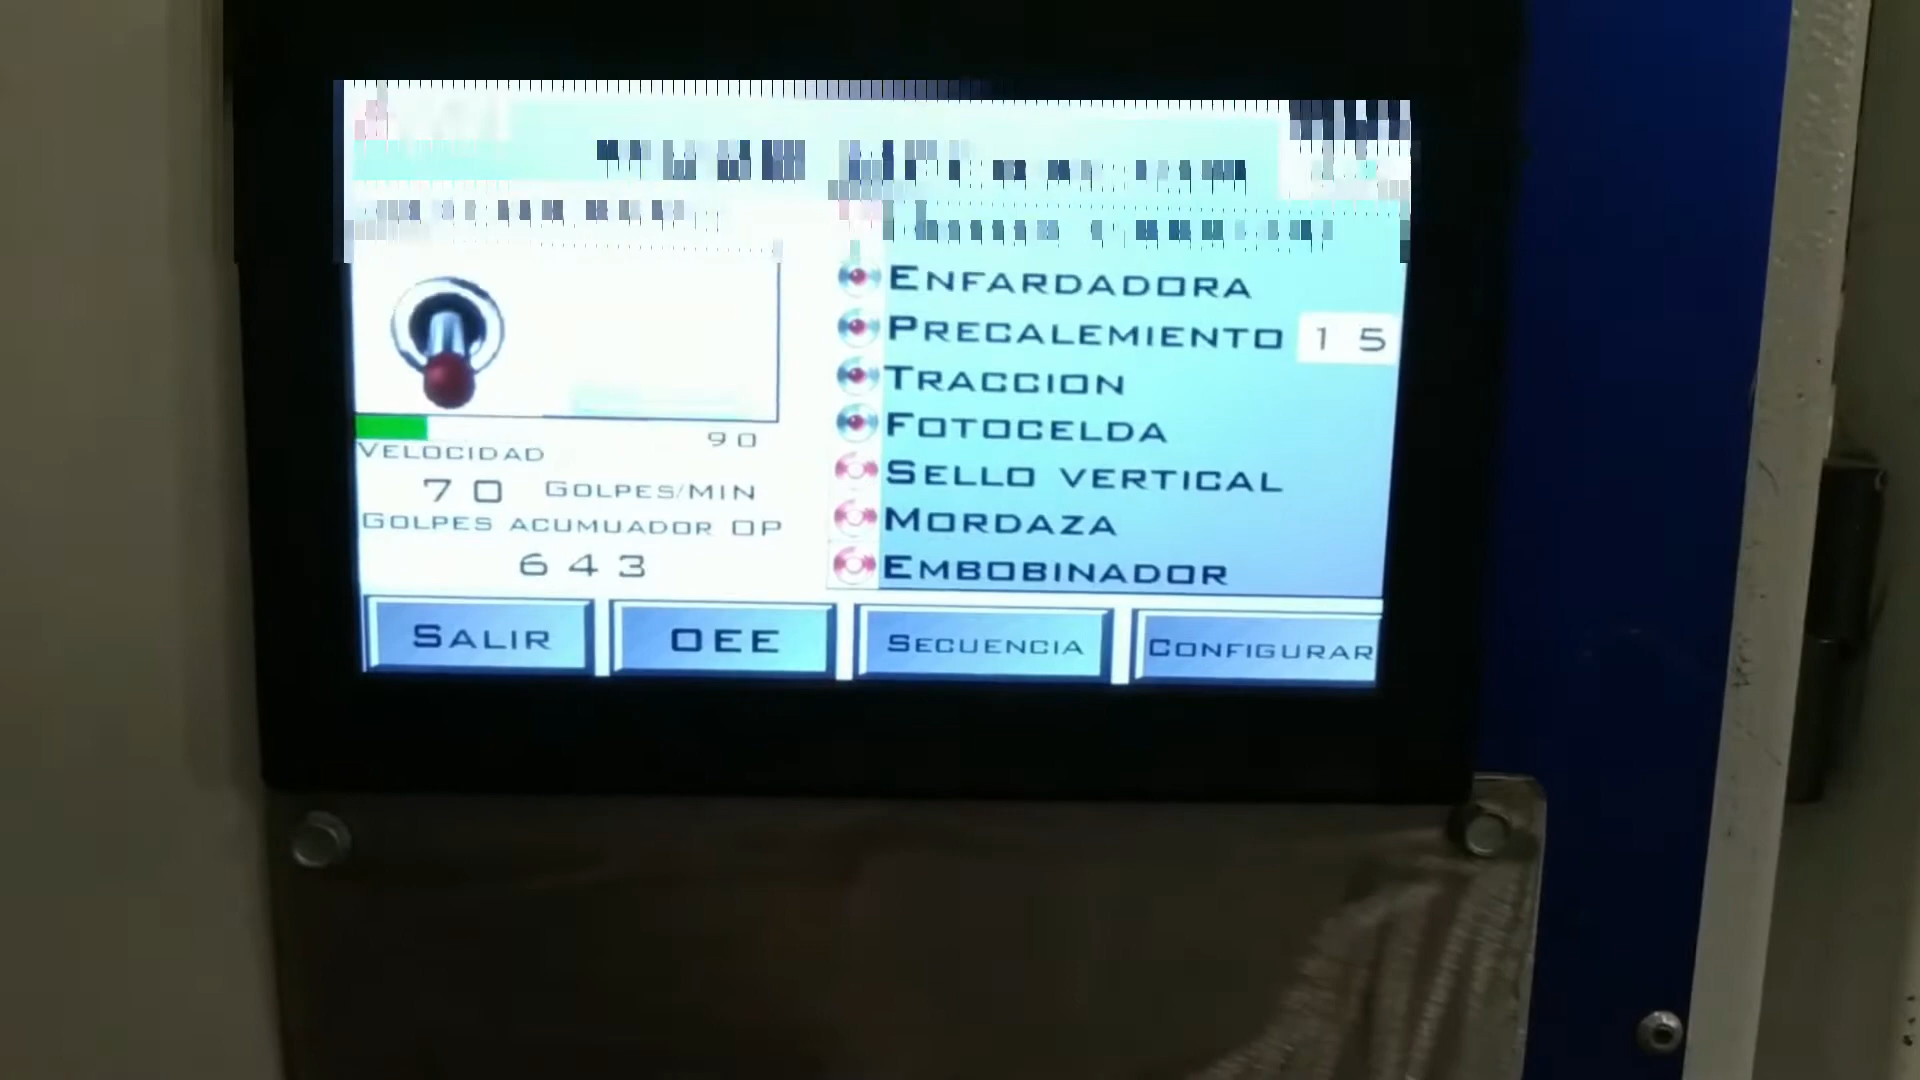 90
VELOCIDAD
70 GOLPES/MIN
GOLPES ACUMUADOR OP
643
ENFARDADORA
PRECALEMIENTO 15
TRACCION
FOTOCELDA
SELLO VERTICAL
MORDAZA
EMBOBINADOR
SALIR
OEE
SECUENCIA
CONFIGURAR